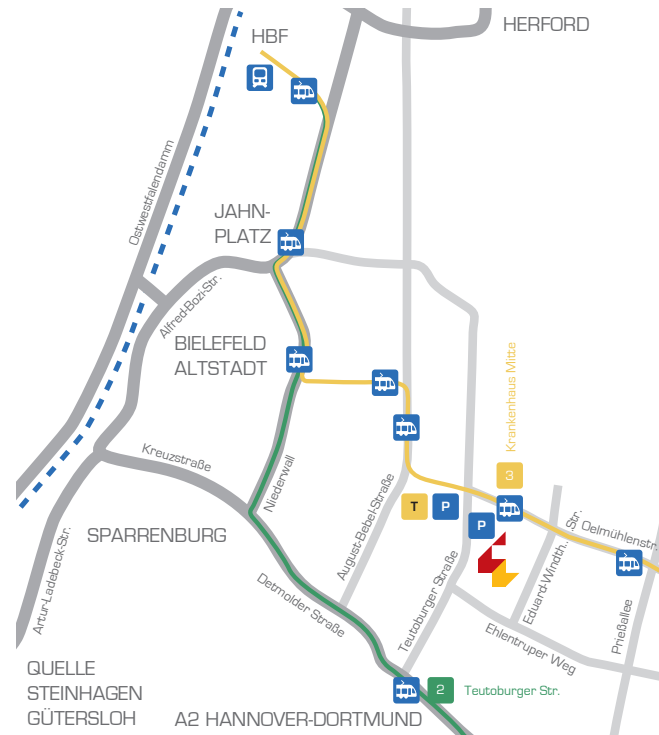 HBF
HERFORD
Ostwestfalendamm
JAHN-
PLATZ
Alfred-Bozi-Str.
BIELEFELD
ALTSTADT
Krankenhaus Mitte
3
Kreuzstraße
Niederwall
August-Bebel-Straße
T
P
P
Eduard-Windth. Str.
Oelmühlenstr.
SPARRENBURG
Artur-Ladebeck-Str.
Detmolder Straße
Teutoburger Straße
Ehlentruper Weg
Prießallee
QUELLE
STEINHAGEN
GÜTERSLOH
A2 HANNOVER-DORTMUND
2
Teutoburger Str.